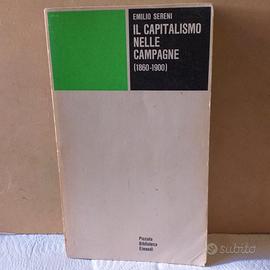 EMILIO SERENI
IL CAPITALISMO
NELLE
CAMPAGNE
(1860-1900)
Piccola
Biblioteca
Einaudi
subito